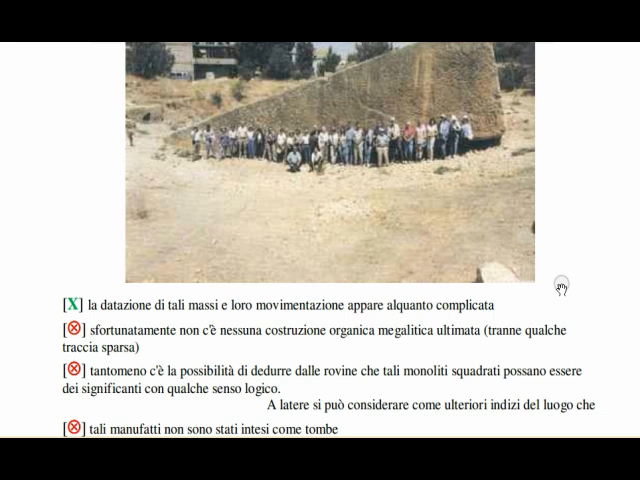 [X] la datazione di tali massi e loro movimentazione appare alquanto complicata
[⊗] sfortunatamente non c'è nessuna costruzione organica megalitica ultimata (tranne qualche
traccia sparsa)
[⊗] tantomeno c'è la possibilità di dedurre dalle rovine che tali monoliti squadrati possano essere
dei significanti con qualche senso logico.
A latere si può considerare come ulteriori indizi del luogo che
[⊗] tali manufatti non sono stati intesi come tombe